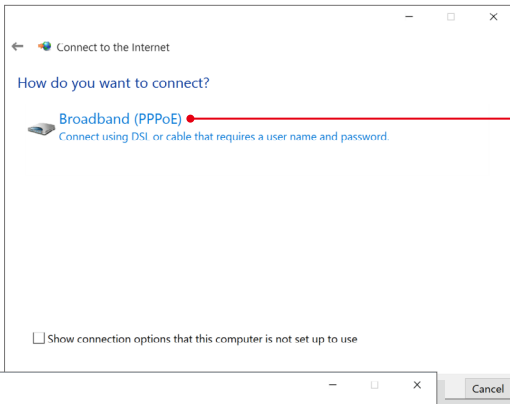 Connect to the Internet
How do you want to connect?
Broadband (PPPoE)
Connect using DSL or cable that requires a user name and password.
Show connection options that this computer is not set up to use
Cancel